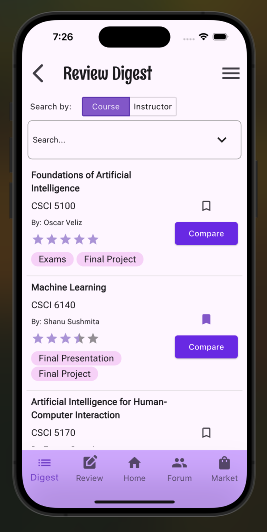 7:26
Review Digest
Search by: Course Instructor
Search...
Foundations of Artificial
Intelligence
CSCI 5100
By: Oscar Veliz
Compare
Exams Final Project
Machine Learning
CSCI 6140
By: Shanu Sushmita
Compare
Final Presentation
Final Project
Artificial Intelligence for Human-
Computer Interaction
CSCI 5170
Digest Review Home Forum Market